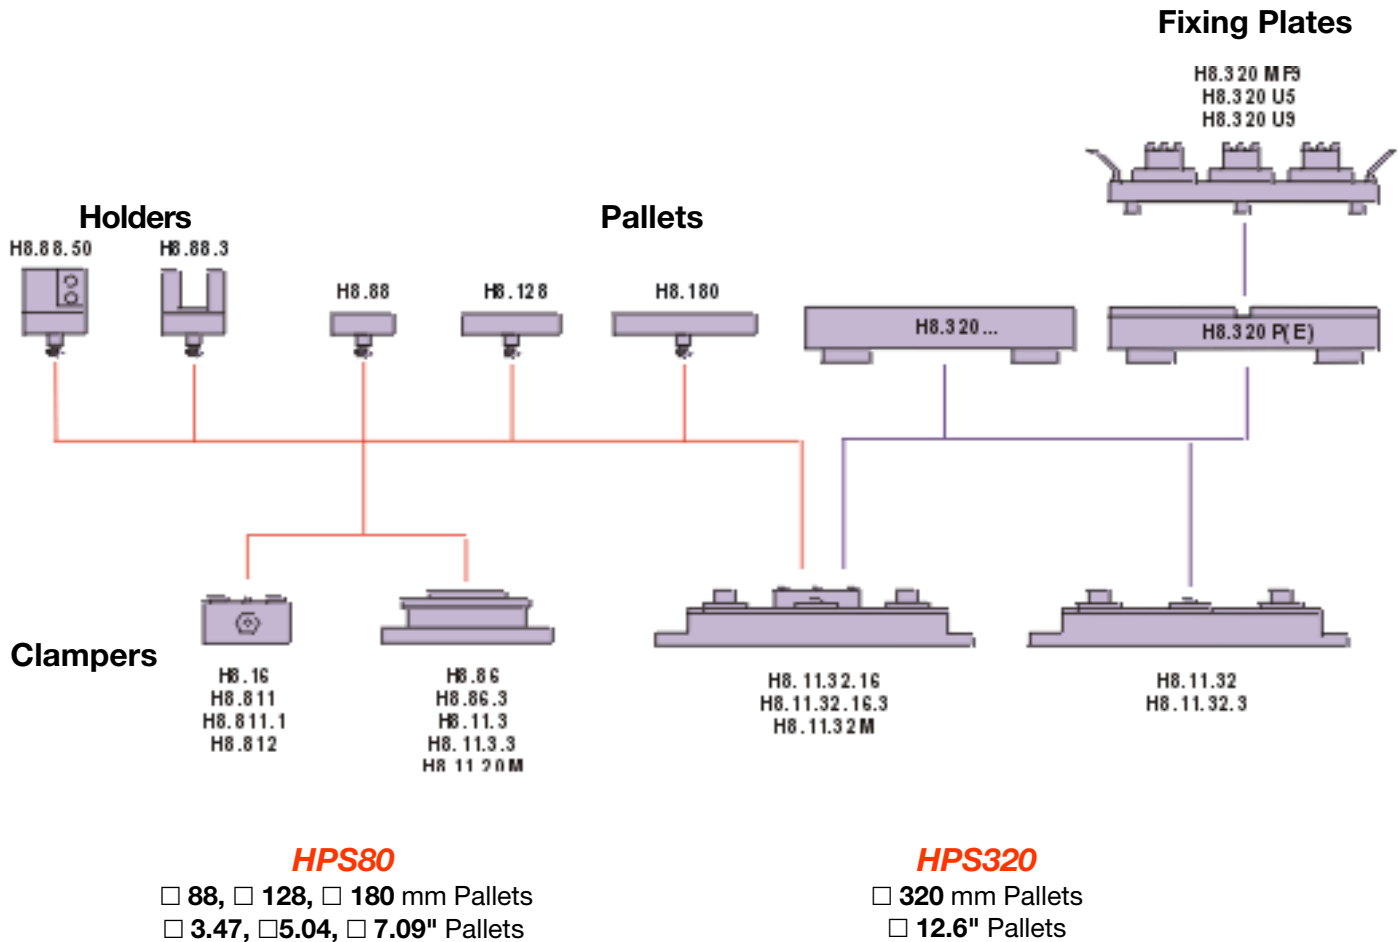 Fixing Plates
H8.320 MF9
H8.320 U5
H8.320 U9
Holders
Pallets
H8.88.50
H8.88.3
H8.88
H8.128
H8.180
H8.320...
H8.320 P(E)
Clampers
H8.16
H8.811
H8.811.1
H8.812
H8.86
H8.86.3
H8.11.3
H8.11.3.3
H8.11.20M
H8.11.32.16
H8.11.32.16.3
H8.11.32M
H8.11.32
H8.11.32.3
HPS80
□ 88, □ 128, □ 180 mm Pallets
□ 3.47, □5.04, □ 7.09" Pallets
HPS320
□ 320 mm Pallets
□ 12.6" Pallets